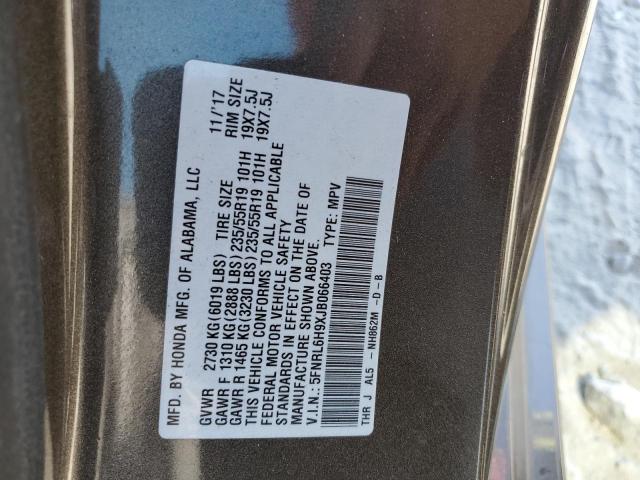 MFD. BY HONDA MFG. OF ALABAMA, LLC 11/'17
GVWR 2730 KG (6019 LBS) TIRE SIZE RIM SIZE
GAWR F 1310 KG (2888 LBS) 235/55R19 101H 19X7.5J
GAWR R 1465 KG (3230 LBS) 235/55R19 101H 19X7.5J
THIS VEHICLE CONFORMS TO ALL APPLICABLE
FEDERAL MOTOR VEHICLE SAFETY
STANDARDS IN EFFECT ON THE DATE OF
MANUFACTURE SHOWN ABOVE.
V.I.N.: 5FNRL6H9XJB066403 TYPE: MPV
THR J AL5 - NH862M -D-B